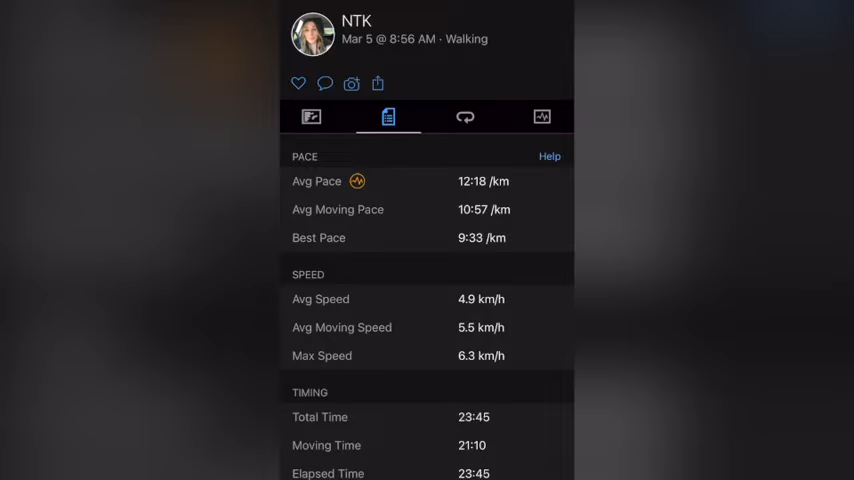 NTK
Mar 5 @ 8:56 AM · Walking
PACE Help
Avg Pace 12:18 /km
Avg Moving Pace 10:57 /km
Best Pace 9:33 /km
SPEED
Avg Speed 4.9 km/h
Avg Moving Speed 5.5 km/h
Max Speed 6.3 km/h
TIMING
Total Time 23:45
Moving Time 21:10
Elapsed Time 23:45